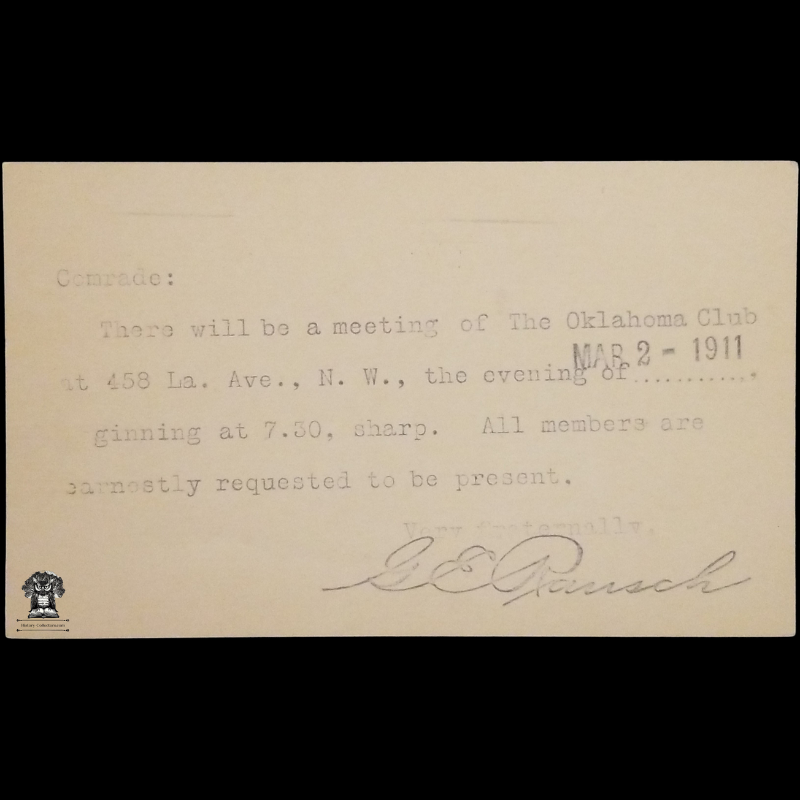 Comrade:
There will be a meeting of The Oklahoma Club
at 458 La. Ave., N. W., the evening of............
MAR 2 - 1911
ginning at 7.30, sharp. All members are
earnestly requested to be present.
Very fraternally,
G E Rausch